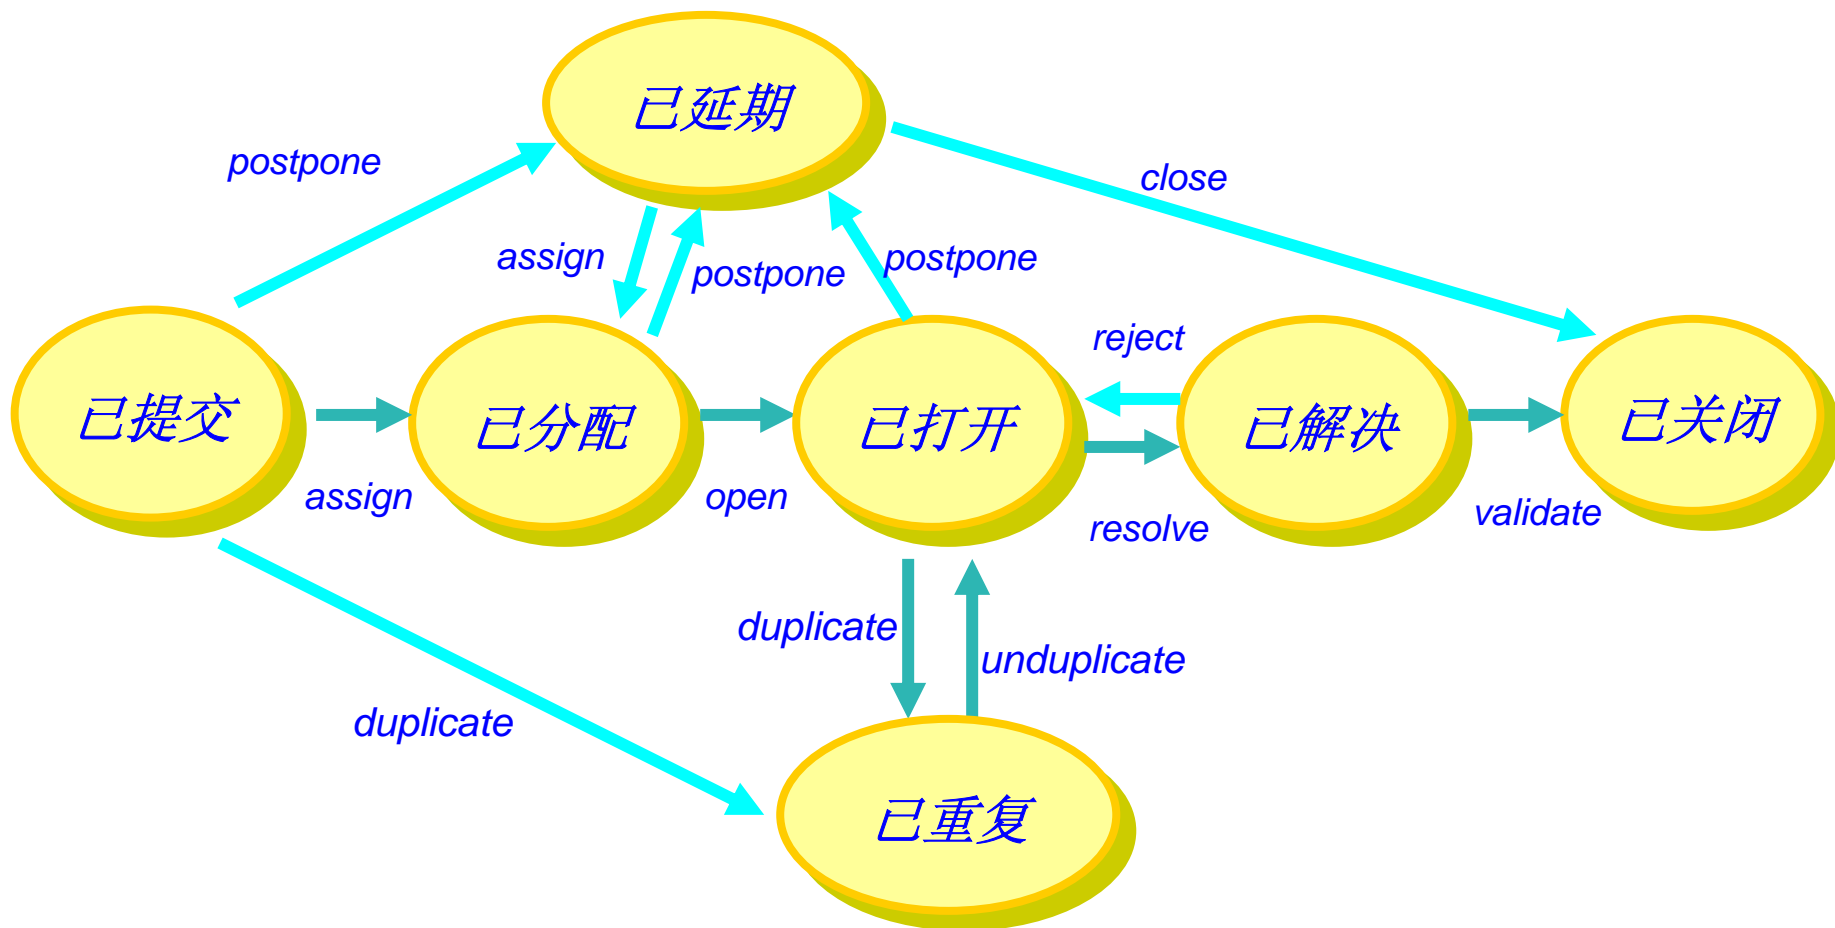 已延期
postpone
close
assign
postpone
postpone
reject
已提交
已分配
已打开
已解决
已关闭
assign
open
resolve
validate
duplicate
unduplicate
duplicate
已重复